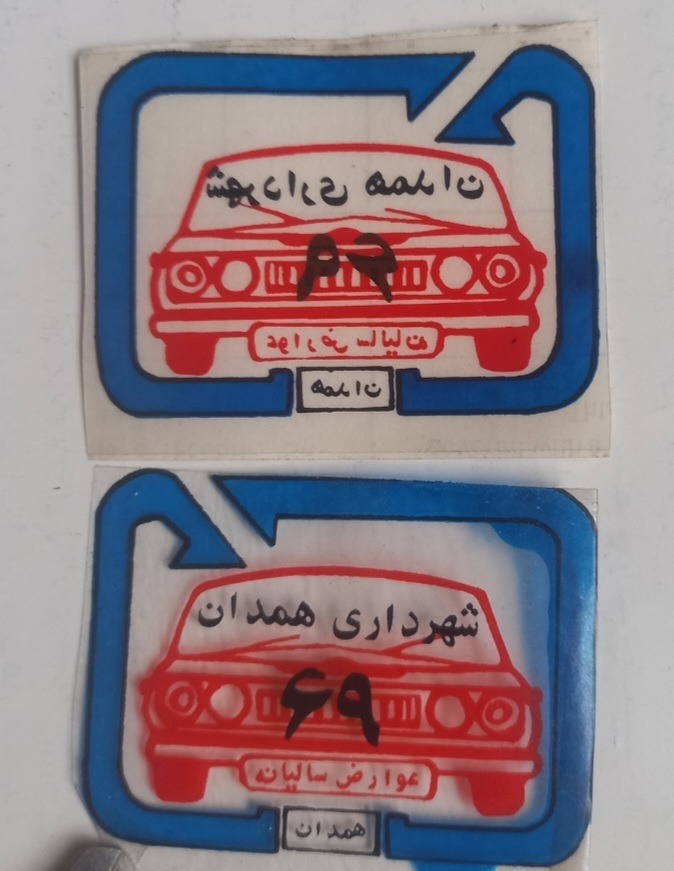 شهرداری همدان
۶۹
عوارض سالیانه
همدان
شهرداری همدان
۶۹
عوارض سالیانه
همدان